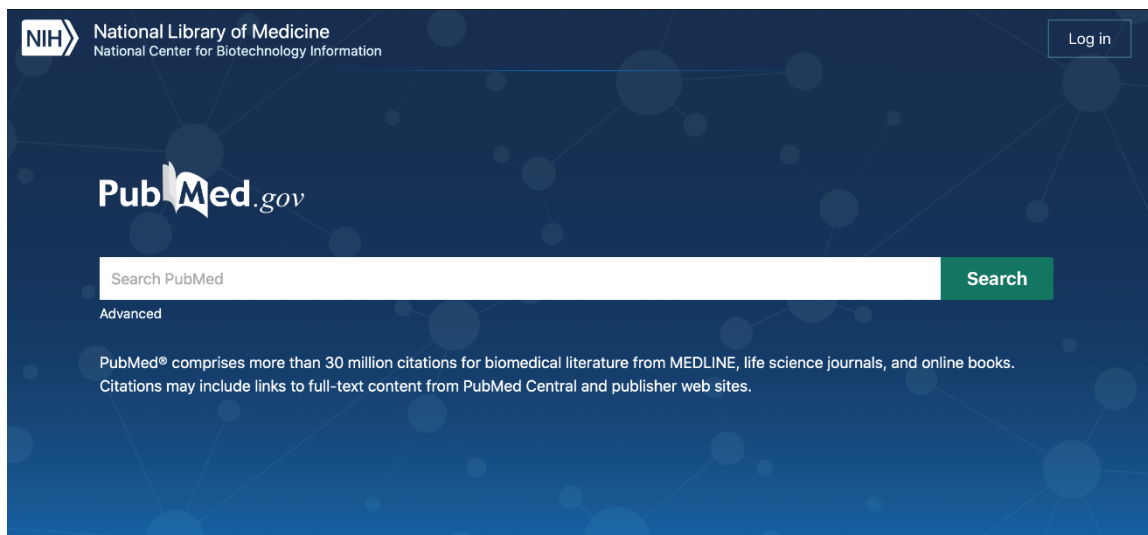 NIH National Library of Medicine
National Center for Biotechnology Information
Log in
PubMed.gov
Search PubMed
Search
Advanced
PubMed® comprises more than 30 million citations for biomedical literature from MEDLINE, life science journals, and online books.
Citations may include links to full-text content from PubMed Central and publisher web sites.